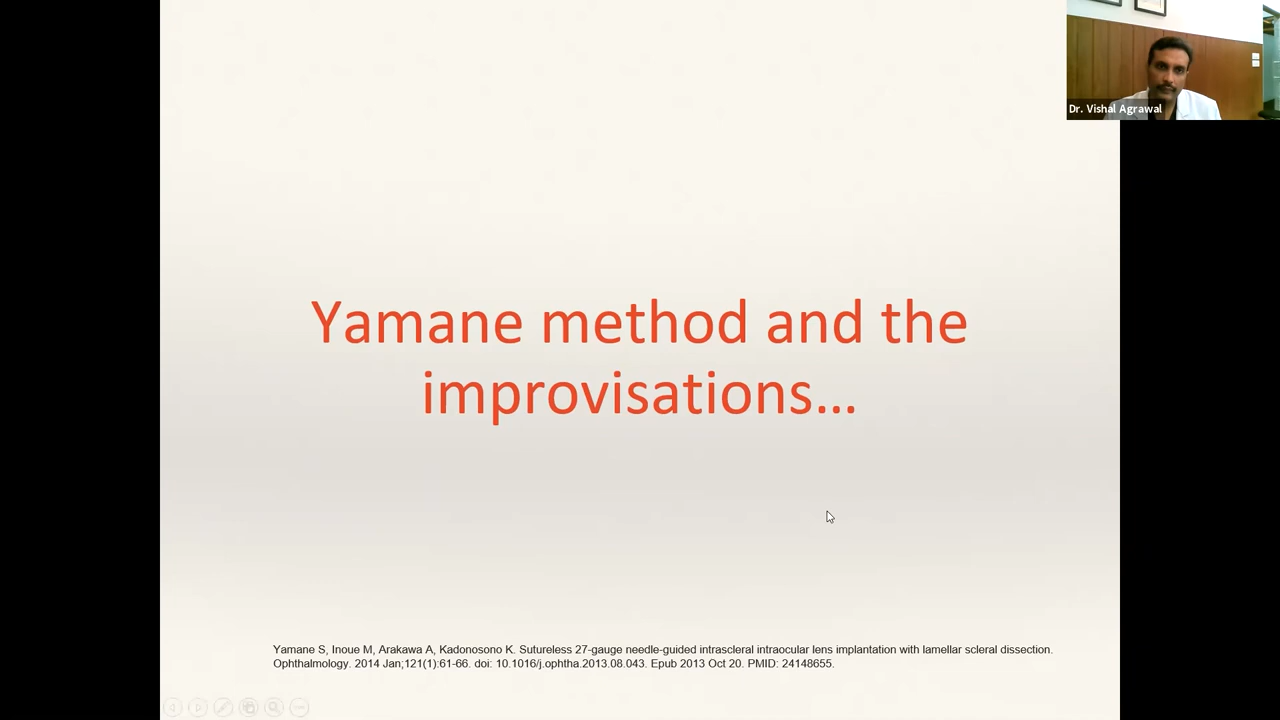 Dr. Vishal Agrawal
Yamane method and the
improvisations...
Yamane S, Inoue M, Arakawa A, Kadonosono K. Sutureless 27-gauge needle-guided intrascleral intraocular lens implantation with lamellar scleral dissection.
Ophthalmology. 2014 Jan;121(1):61-66. doi: 10.1016/j.ophtha.2013.08.043. Epub 2013 Oct 20. PMID: 24148655.